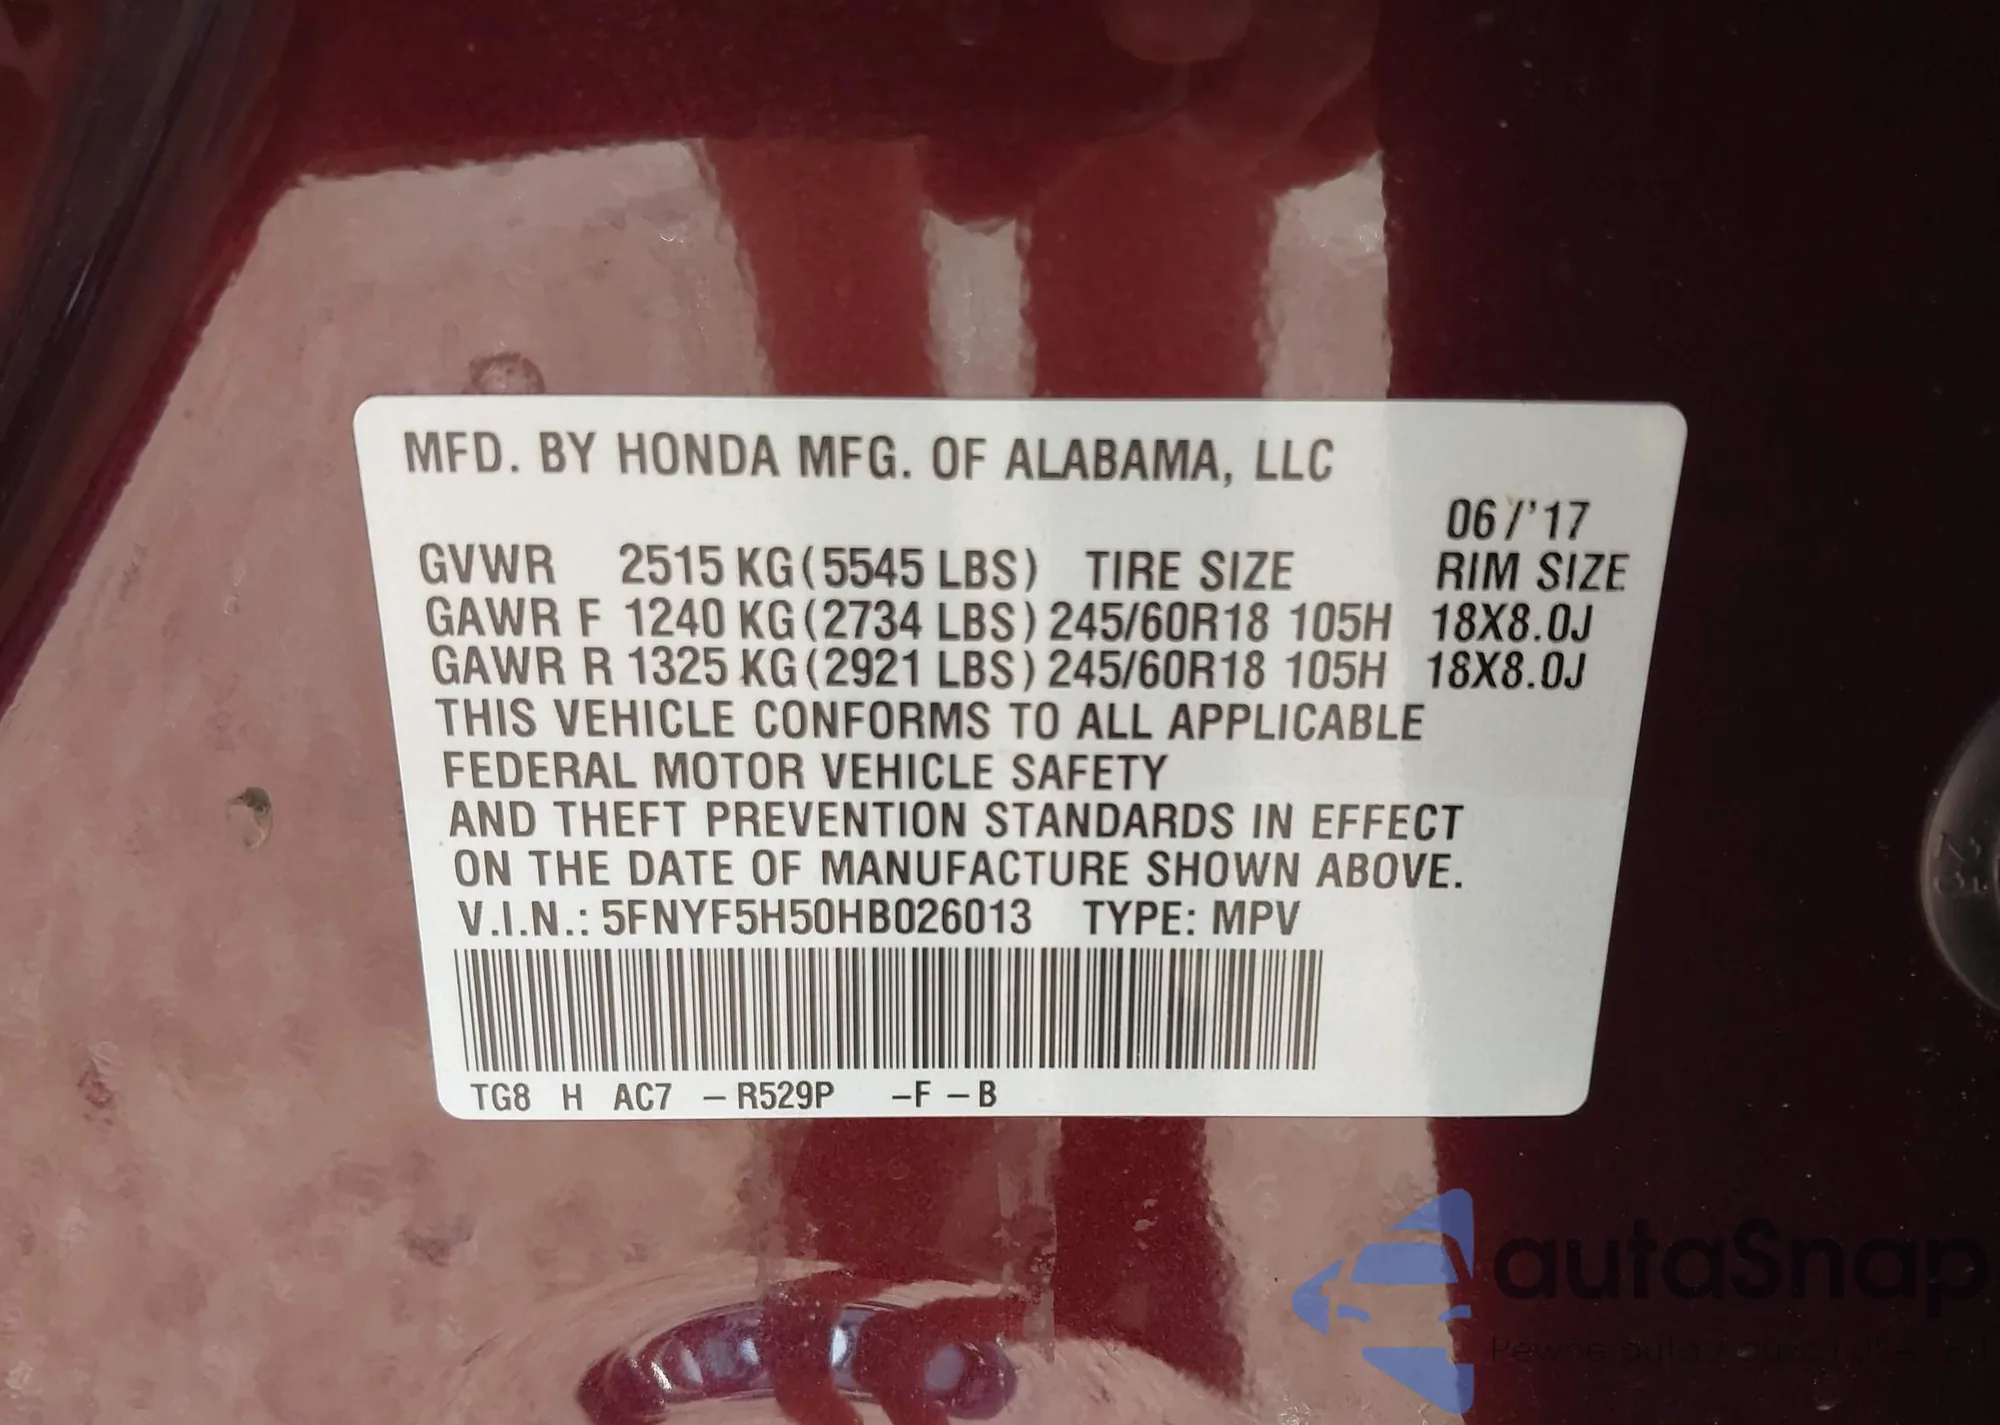 MFD. BY HONDA MFG. OF ALABAMA, LLC
06/'17
GVWR 2515 KG (5545 LBS) TIRE SIZE RIM SIZE
GAWR F 1240 KG (2734 LBS) 245/60R18 105H 18X8.0J
GAWR R 1325 KG (2921 LBS) 245/60R18 105H 18X8.0J
THIS VEHICLE CONFORMS TO ALL APPLICABLE
FEDERAL MOTOR VEHICLE SAFETY
AND THEFT PREVENTION STANDARDS IN EFFECT
ON THE DATE OF MANUFACTURE SHOWN ABOVE.
V.I.N.: 5FNYF5H50HB026013 TYPE: MPV
TG8 H AC7 – R529P –F – B
autaSnap
Pewne auta z